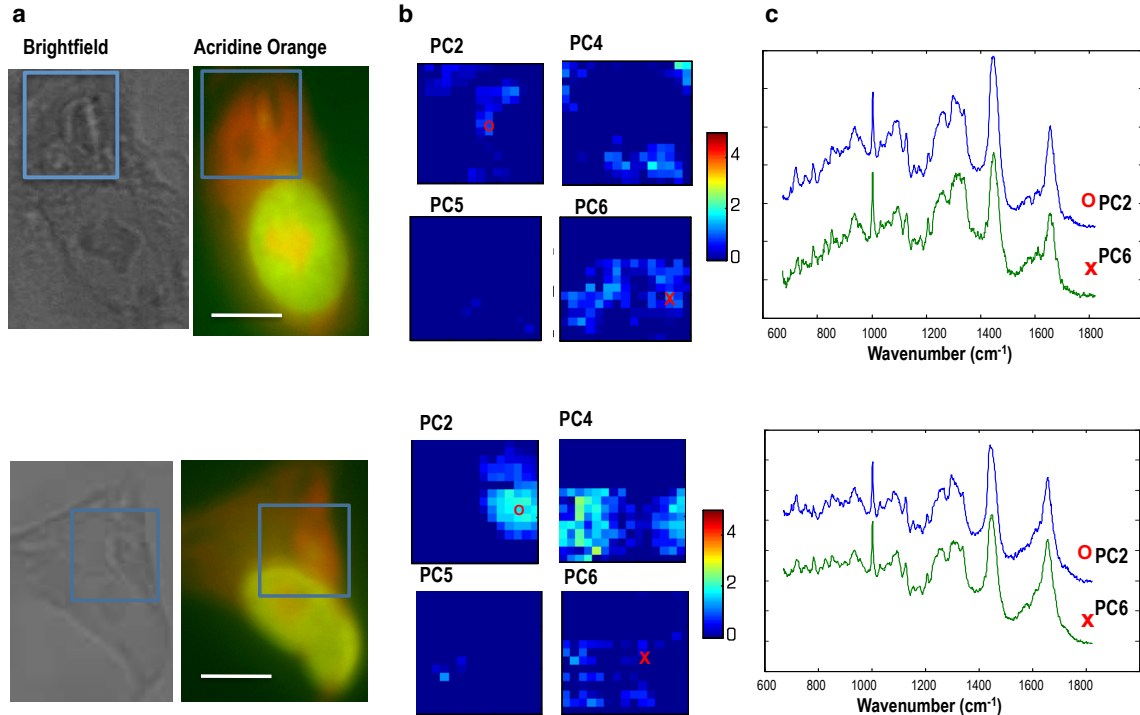 a
b
c
Brightfield
Acridine Orange
PC2
PC4
PC5
PC6
O
X
4
2
0
O PC2
X PC6
600 800 1000 1200 1400 1600 1800
Wavenumber (cm-1)
PC2
PC4
PC5
PC6
O
X
4
2
0
O PC2
X PC6
600 800 1000 1200 1400 1600 1800
Wavenumber (cm-1)